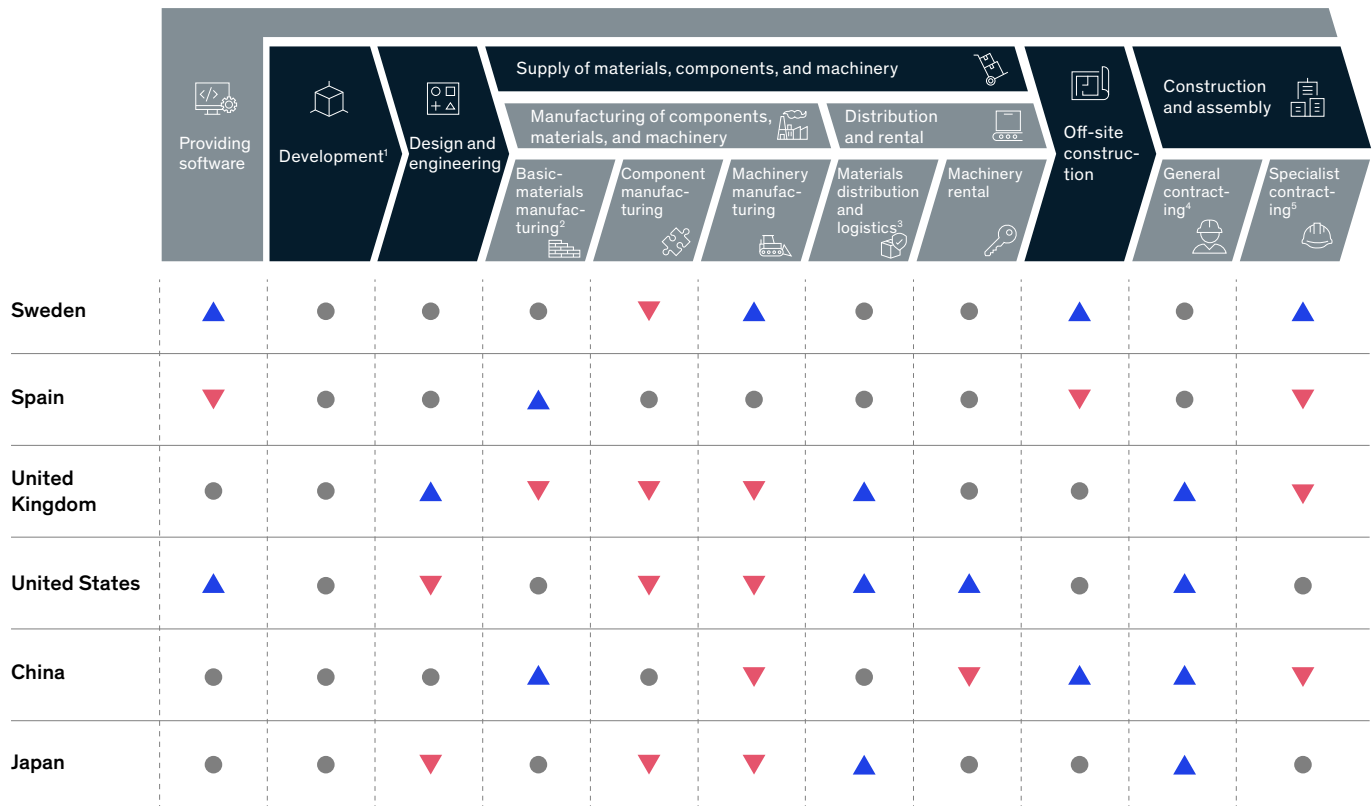 Providing
software
Development¹
Design and
engineering
Supply of materials, components, and machinery
Manufacturing of components,
materials, and machinery
Distribution
and rental
Basic-
materials
manufac-
turing²
Component
manufac-
turing
Machinery
manufac-
turing
Materials
distribution
and
logistics³
Machinery
rental
Off-site
construc-
tion
Construction
and assembly
General
contract-
ing⁴
Specialist
contract-
ing⁵
Sweden
Spain
United
Kingdom
United States
China
Japan